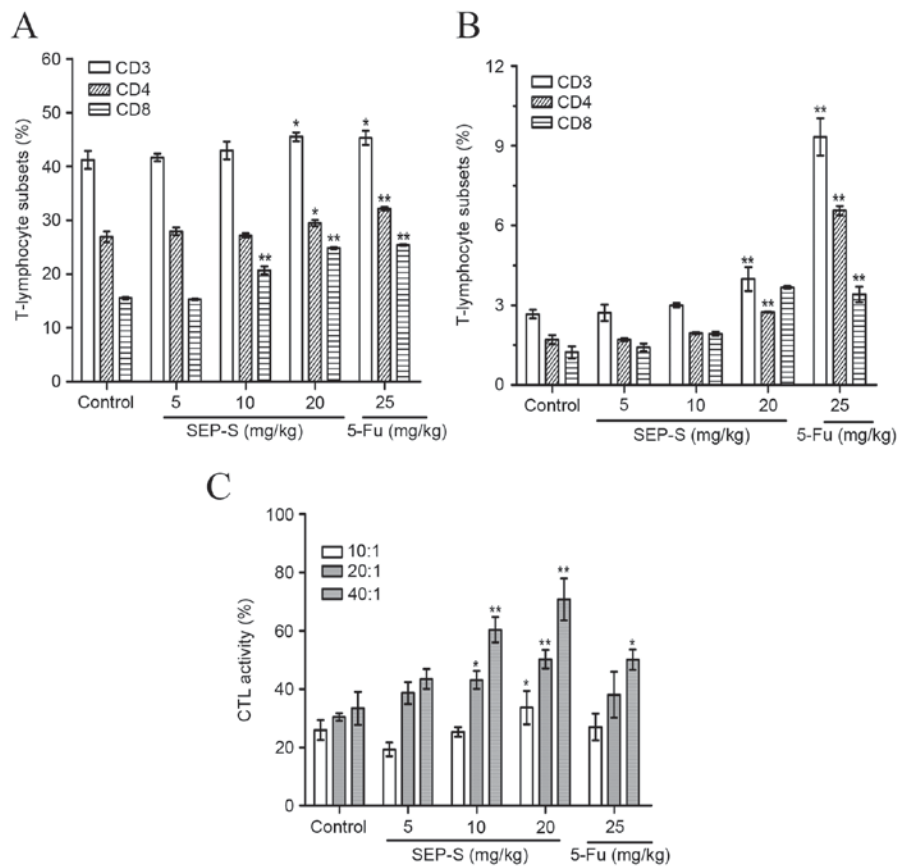 A
T-lymphocyte subsets (%)
60
50
40
30
20
10
0
CD3
CD4
CD8
*
*
*
**
**
**
**
Control
5
10
20
25
SEP-S (mg/kg)
5-Fu (mg/kg)
B
T-lymphocyte subsets (%)
12
9
6
3
0
CD3
CD4
CD8
**
**
**
**
**
Control
5
10
20
25
SEP-S (mg/kg)
5-Fu (mg/kg)
C
CTL activity (%)
100
80
60
40
20
0
10:1
20:1
40:1
*
**
*
**
**
*
Control
5
10
20
25
SEP-S (mg/kg)
5-Fu (mg/kg)